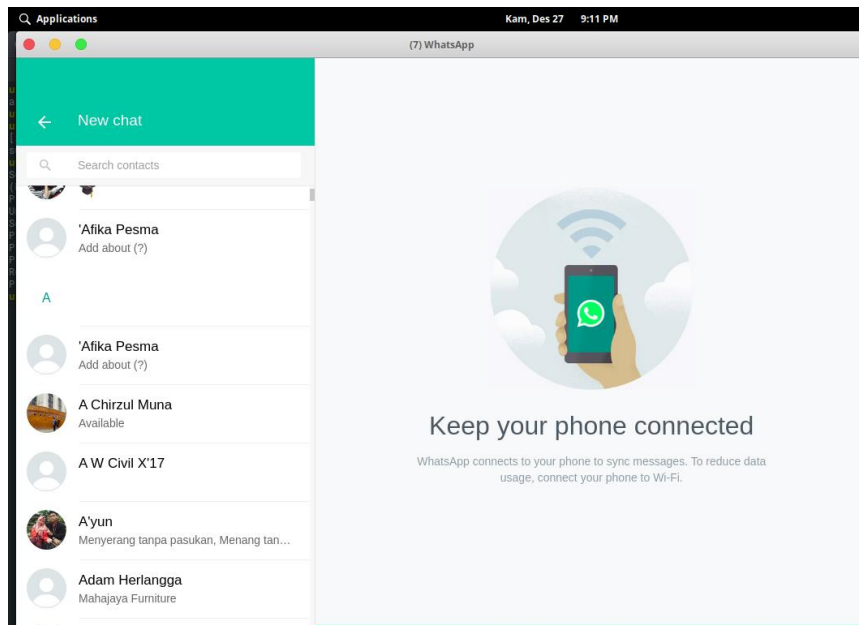 Applications
Kam, Des 27 9:11 PM
(7) WhatsApp
New chat
Search contacts
'Afika Pesma
Add about (?)
A
'Afika Pesma
Add about (?)
A Chirzul Muna
Available
A W Civil X'17
A'yun
Menyerang tanpa pasukan, Menang tan...
Adam Herlangga
Mahajaya Furniture
Keep your phone connected
WhatsApp connects to your phone to sync messages. To reduce data
usage, connect your phone to Wi-Fi.